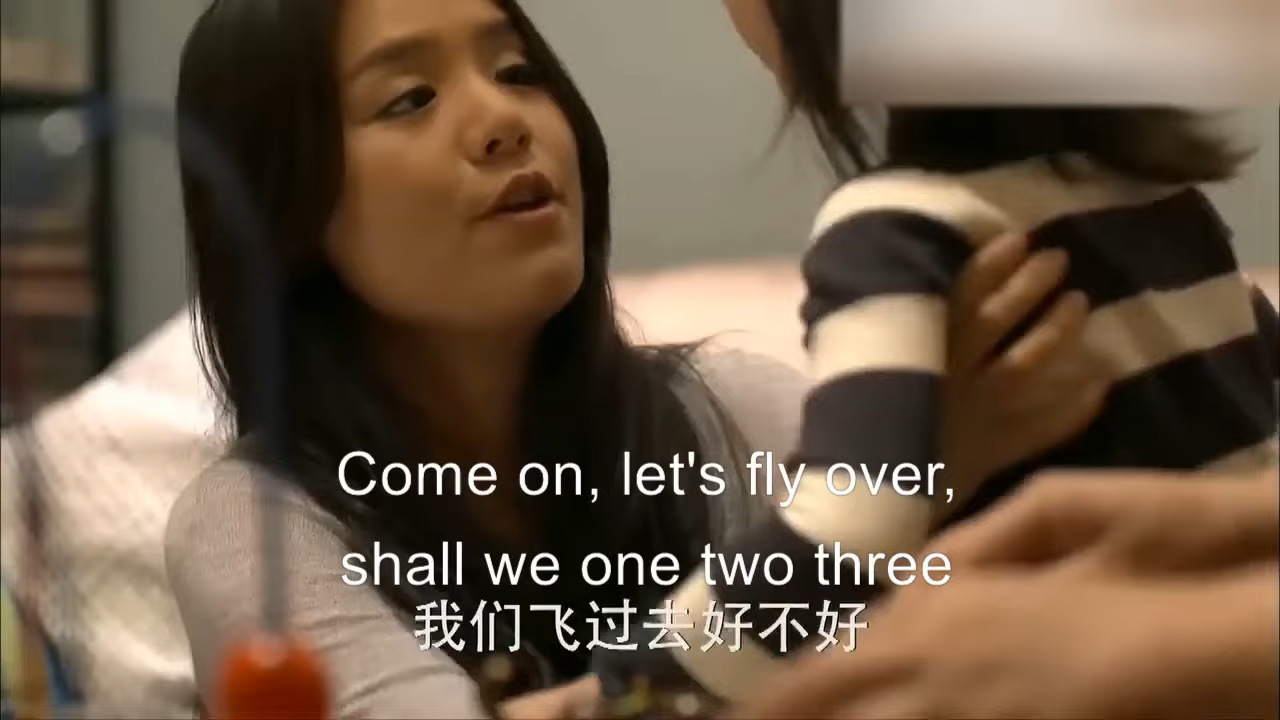 Come on, let's fly over,
shall we one two three
我们飞过去好不好